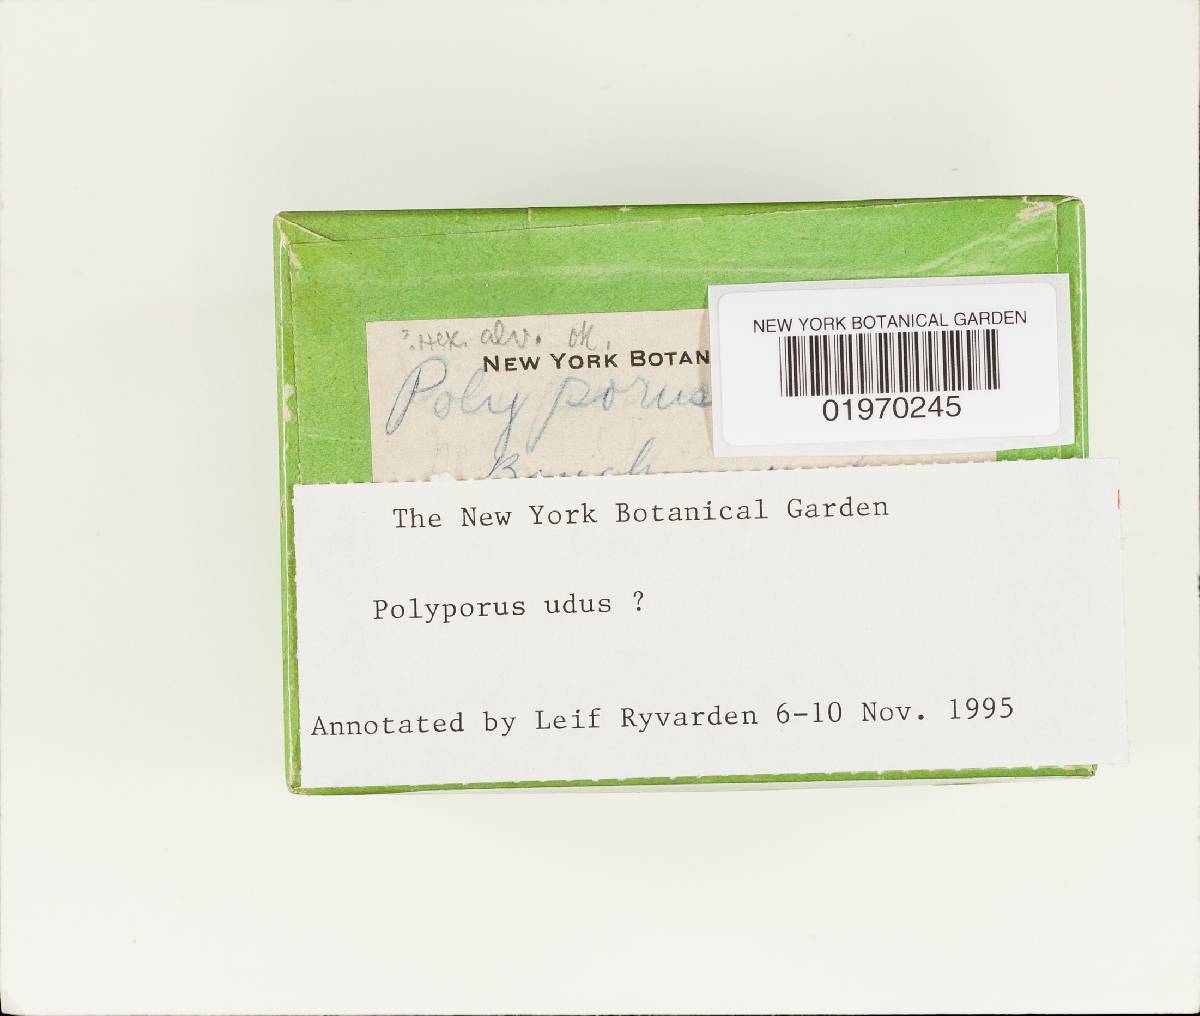 ?.Hex. alv. ok.
NEW YORK BOTAN
Polyporus
NEW YORK BOTANICAL GARDEN
01970245
The New York Botanical Garden
Polyporus udus ?
Annotated by Leif Ryvarden 6-10 Nov. 1995